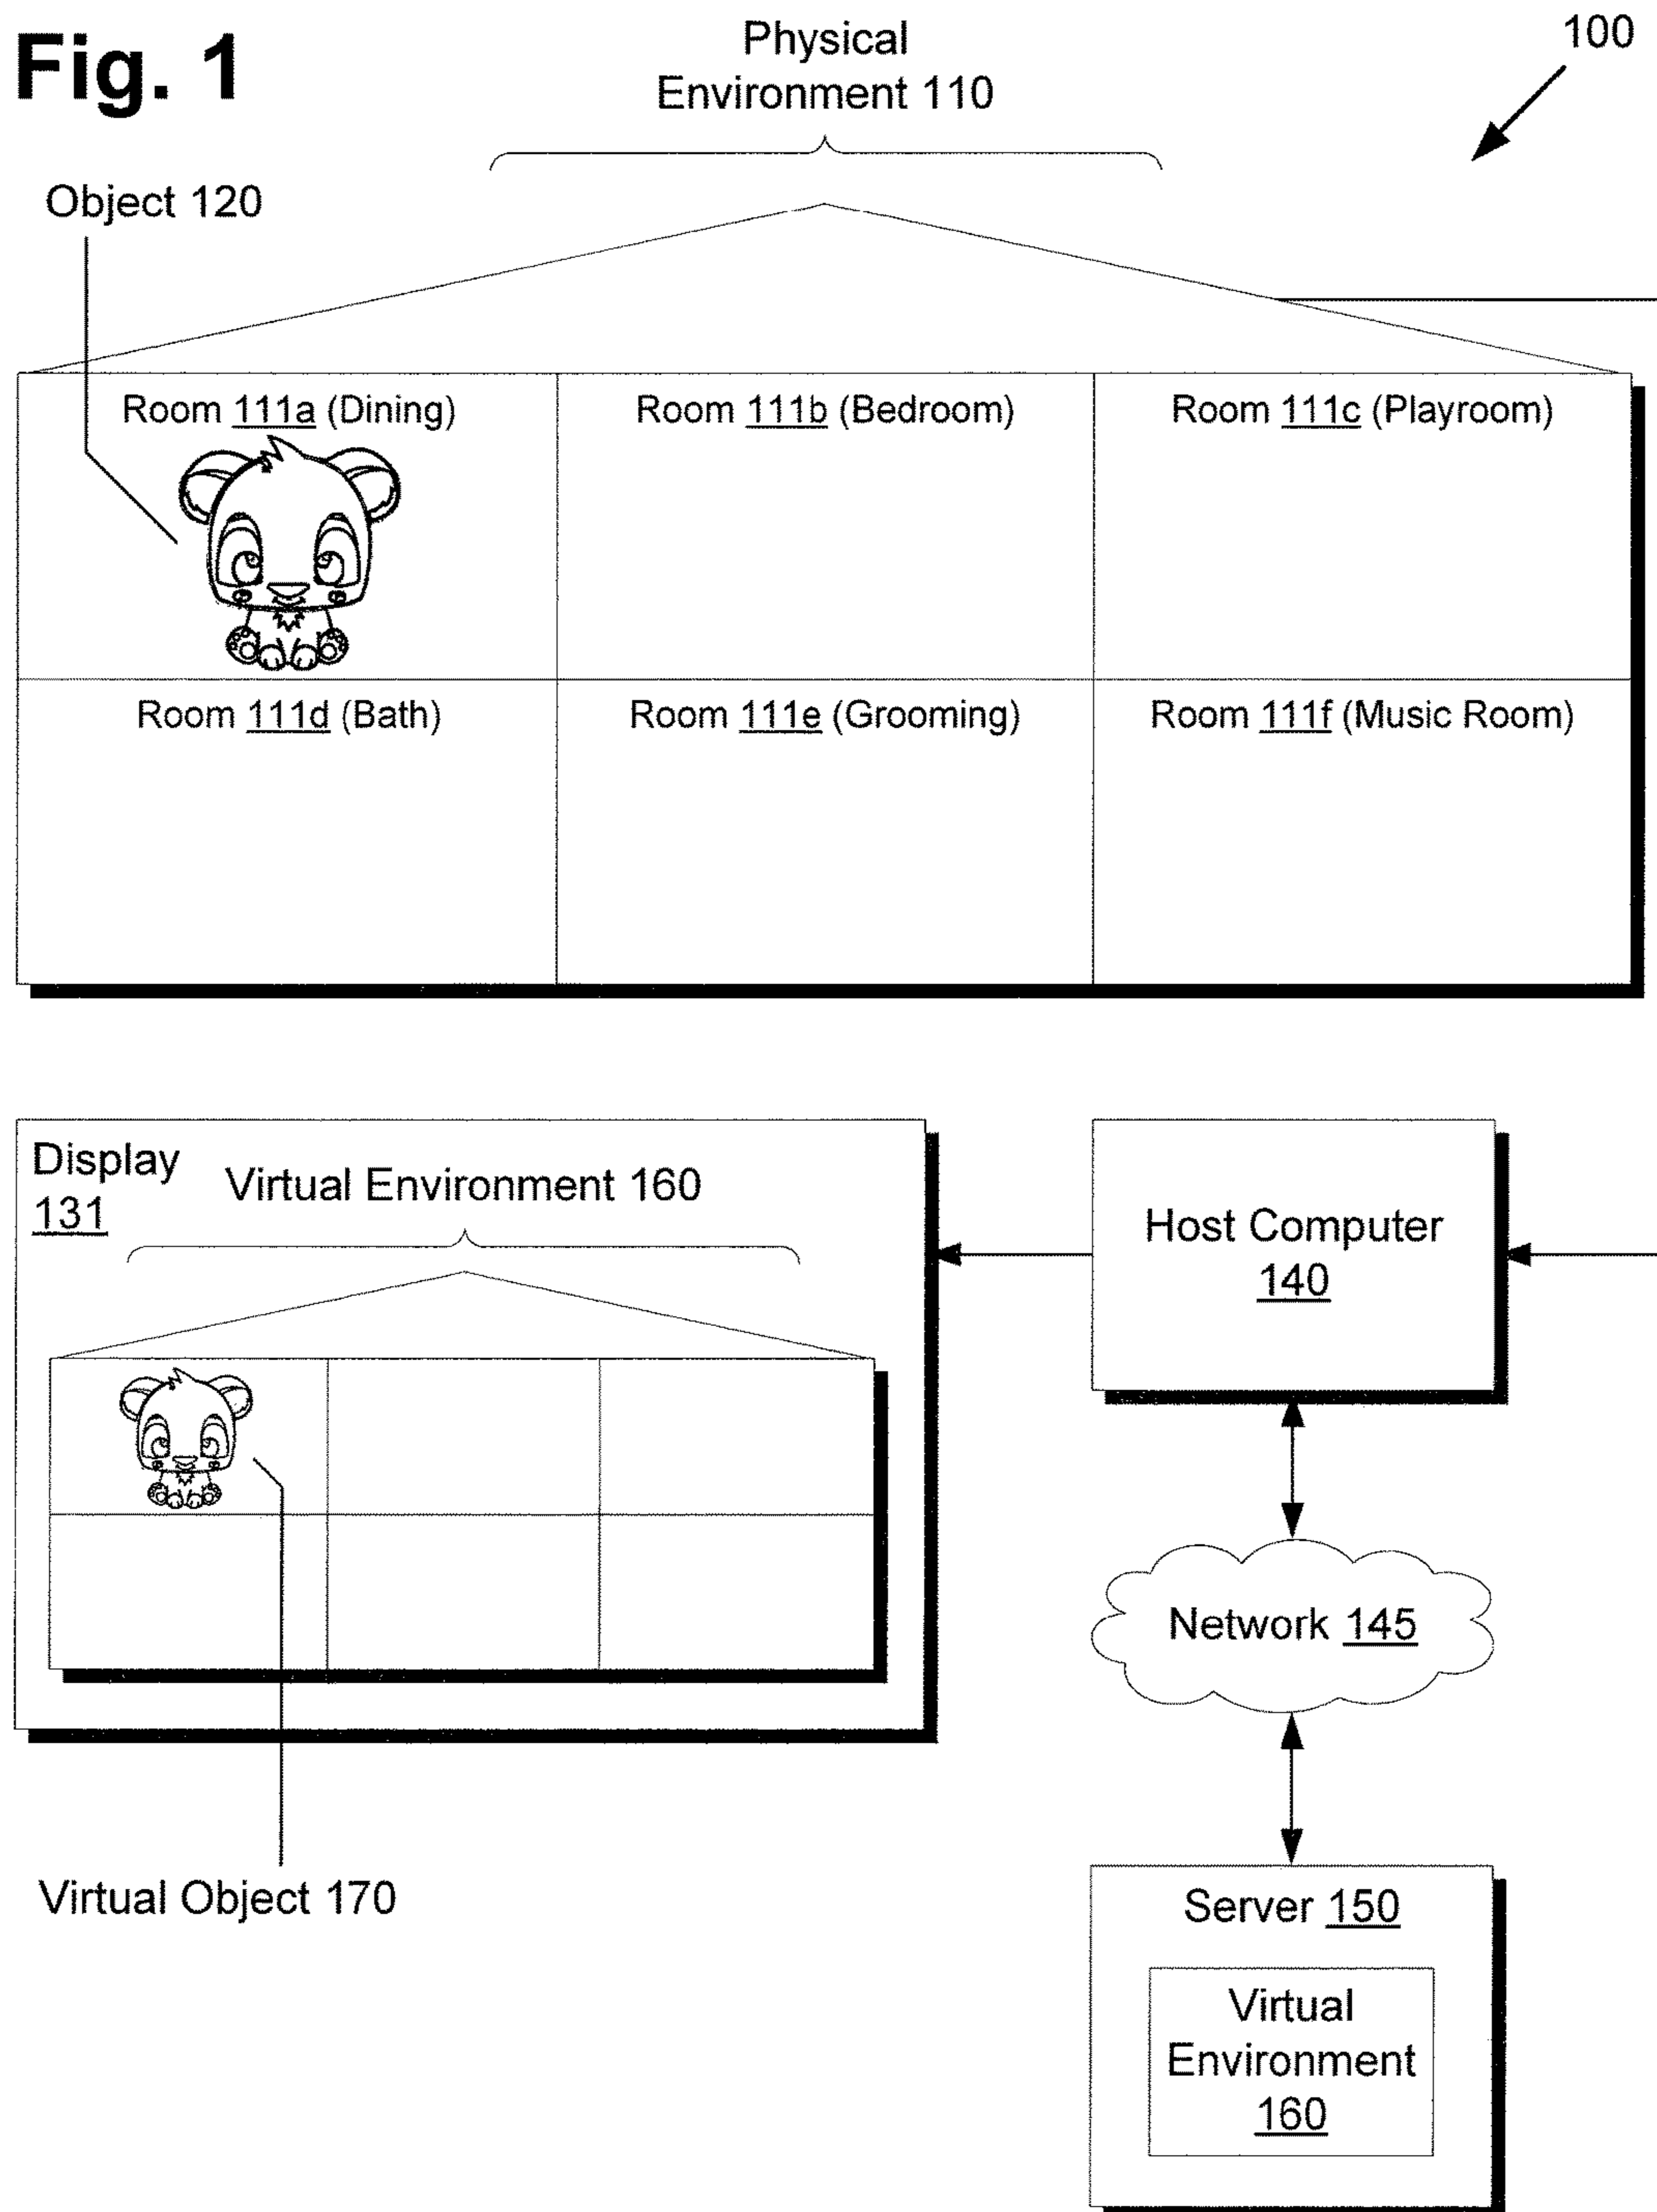 Fig. 1
Physical
Environment 110
100
Object 120
Room 111a (Dining)
Room 111b (Bedroom)
Room 111c (Playroom)
Room 111d (Bath)
Room 111e (Grooming)
Room 111f (Music Room)
Display
131
Virtual Environment 160
Host Computer
140
Network 145
Virtual Object 170
Server 150
Virtual
Environment
160